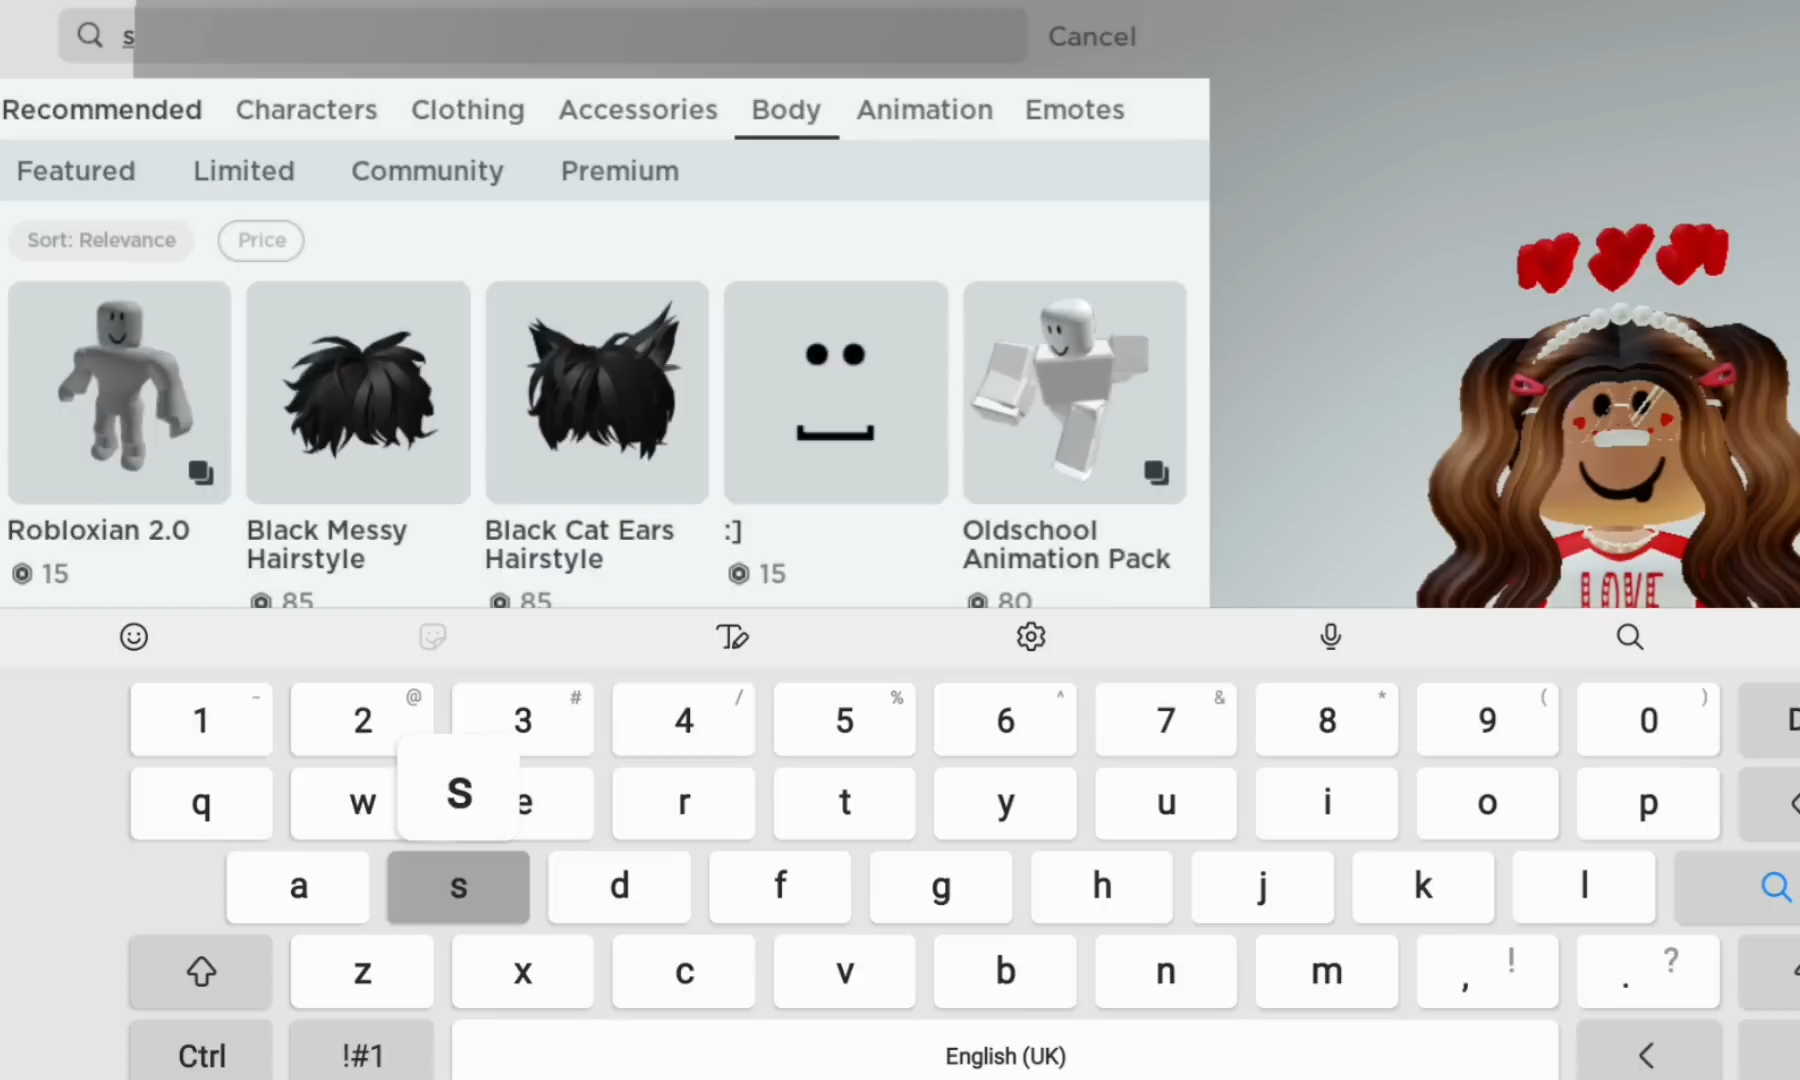 s
Cancel
Recommended Characters Clothing Accessories Body Animation Emotes
Featured Limited Community Premium
Sort: Relevance Price
Robloxian 2.0
15
Black Messy
Hairstyle
85
Black Cat Ears
Hairstyle
85
:]
15
Oldschool
Animation Pack
80
LOVE
1 - 2 @ 3 # 4 / 5 % 6 ^ 7 & 8 * 9 ( 0 )
q w e r t y u i o p
s
a s d f g h j k l
z x c v b n m , ! . ?
Ctrl !#1 English (UK) <